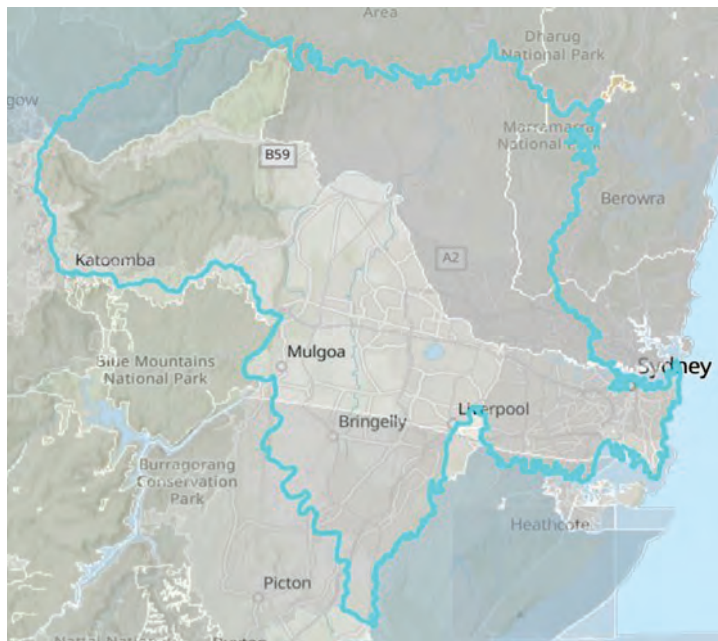 Area
Dharug
National Park
gow
Marramarra
National Park
B59
Berowra
Katoomba
A2
Sydney
Mulgoa
Blue Mountains
National Park
Liverpool
Bringelly
Burragorang
Conservation
Park
Heathcote
Picton